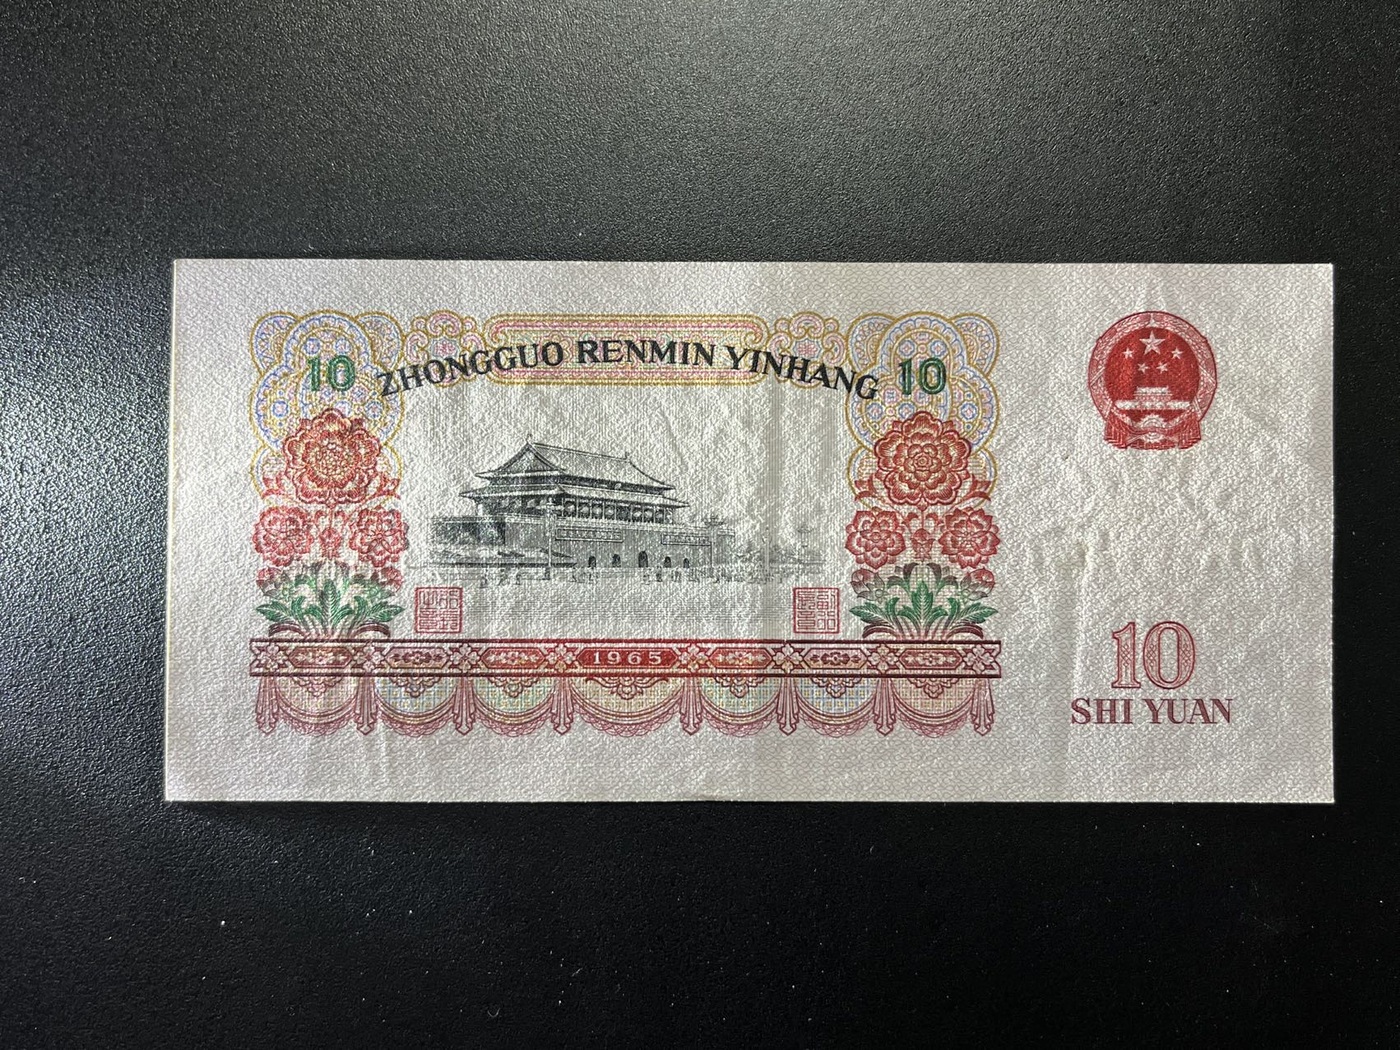 10 ZHONGGUO RENMIN YINHANG 10
1965
10
SHI YUAN